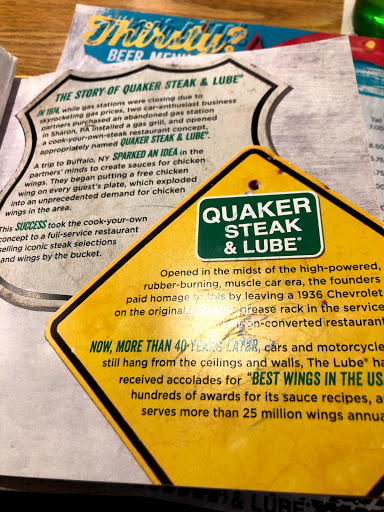 Thirsty?
BEER MENU
THE STORY OF QUAKER STEAK & LUBE®
IN 1974, while gas stations were closing due to
skyrocketing gas prices, two car-enthusiast business
partners purchased an abandoned gas station
in Sharon, PA installed a gas grill, and opened
a cook-your-own-steak restaurant concept,
appropriately named QUAKER STEAK & LUBE®.
A trip to Buffalo, NY SPARKED AN IDEA in the
partners' minds to create sauces for chicken
wings. They began putting a free chicken
wing on every guest's plate, which exploded
into an unprecedented demand for chicken
wings in the area.
This SUCCESS took the cook-your-own
concept to a full-service restaurant
selling iconic steak selections
and wings by the bucket.
QUAKER
STEAK
& LUBE®
Opened in the midst of the high-powered,
rubber-burning, muscle car era, the founders
paid homage to this by leaving a 1936 Chevrolet
on the original grease rack in the service
restaurant
NOW, MORE THAN 40 YEARS LATER, cars and motorcycle
still hang from the ceilings and walls, The Lube® ha
received accolades for "BEST WINGS IN THE US
hundreds of awards for its sauce recipes, a
serves more than 25 million wings annua
& LUBE